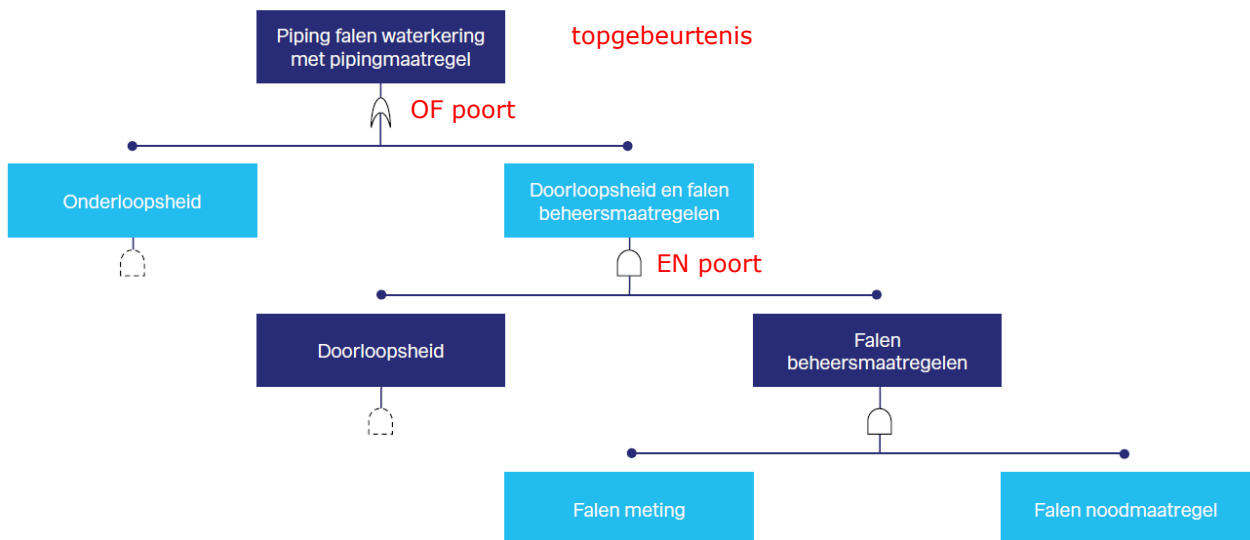 Piping falen waterkering
met pipingmaatregel
topgebeurtenis
OF poort
Onderloopsheid
Doorloopsheid en falen
beheersmaatregelen
EN poort
Doorloopsheid
Falen
beheersmaatregelen
Falen meting
Falen noodmaatregel